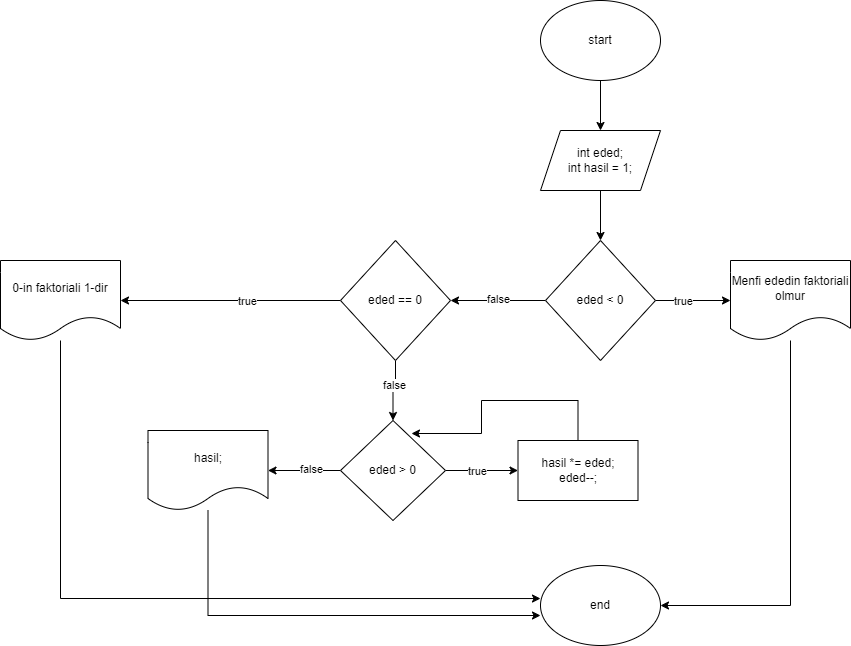 start
int eded;
int hasil = 1;
eded < 0
true
Menfi ededin faktoriali
olmur
false
eded == 0
true
0-in faktoriali 1-dir
false
eded > 0
true
hasil *= eded;
eded--;
false
hasil;
end